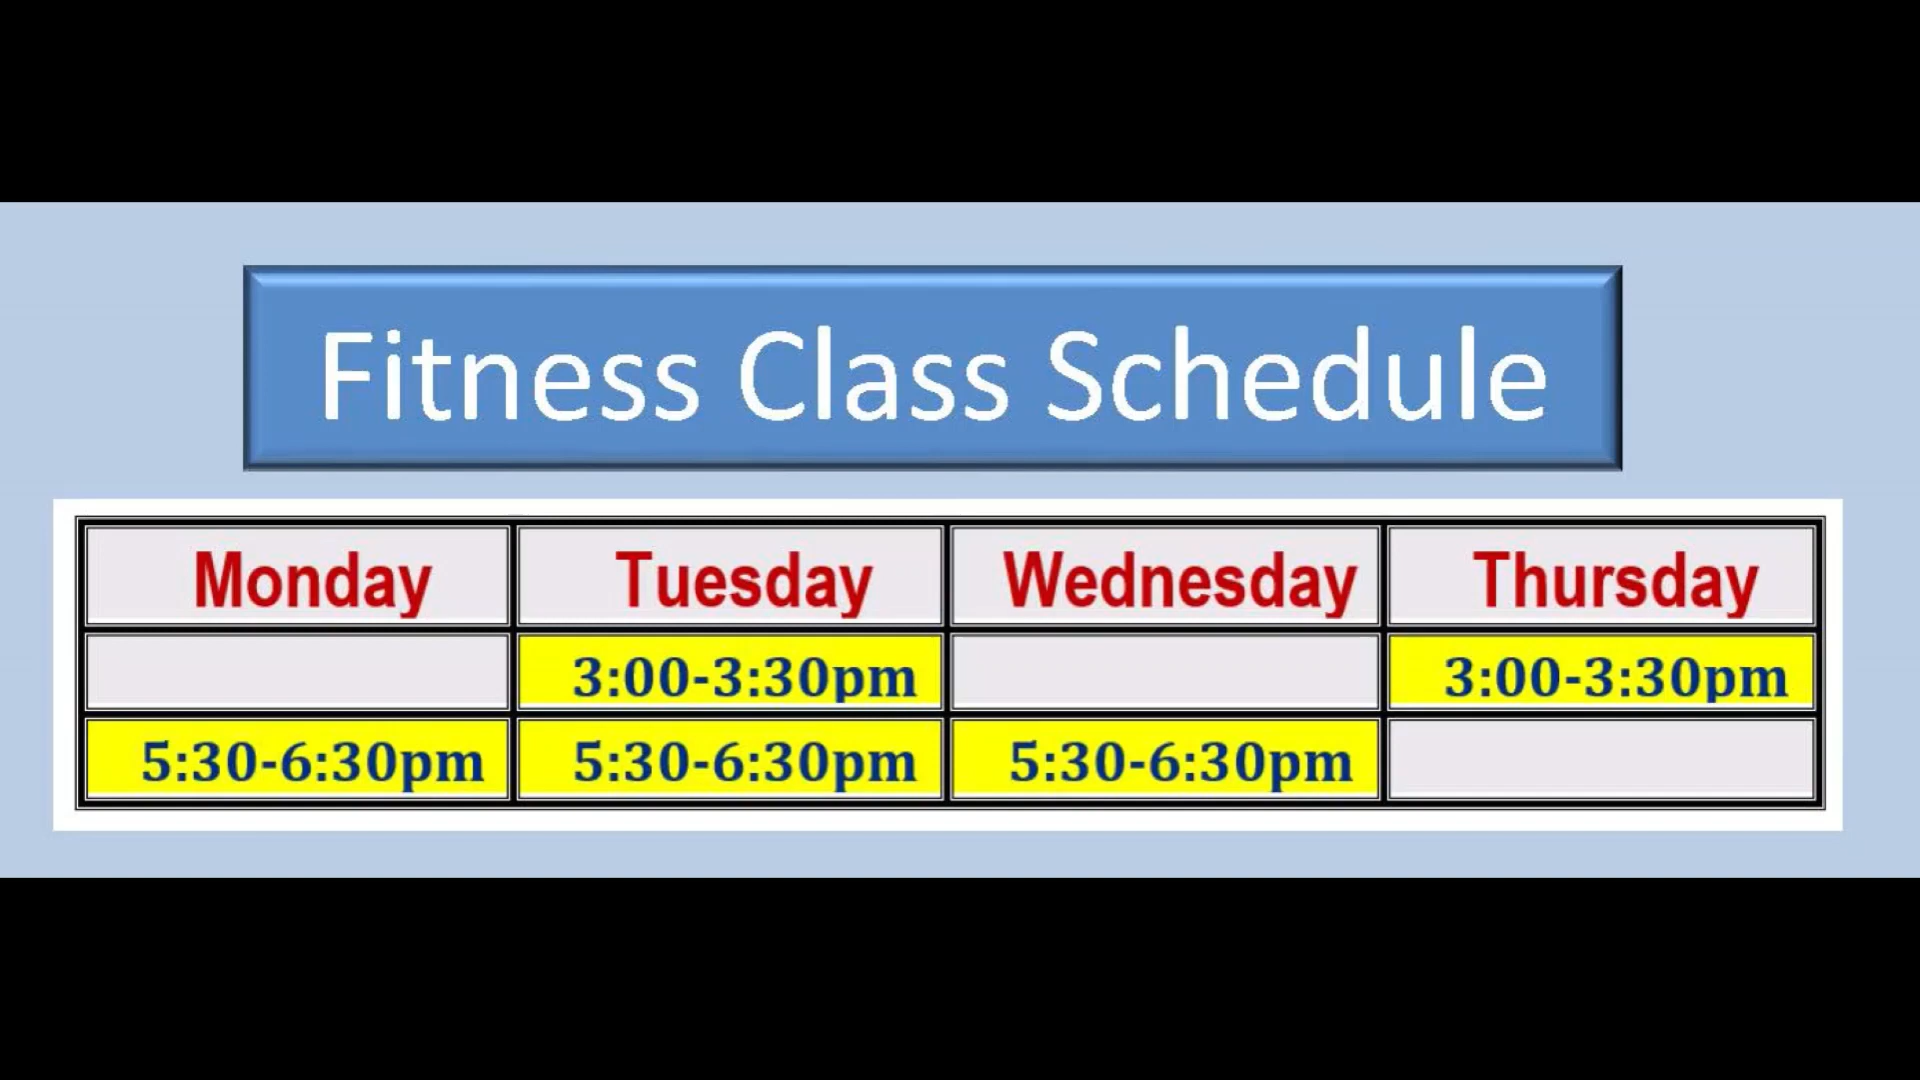 Fitness Class Schedule
Monday Tuesday Wednesday Thursday
3:00-3:30pm 3:00-3:30pm
5:30-6:30pm 5:30-6:30pm 5:30-6:30pm